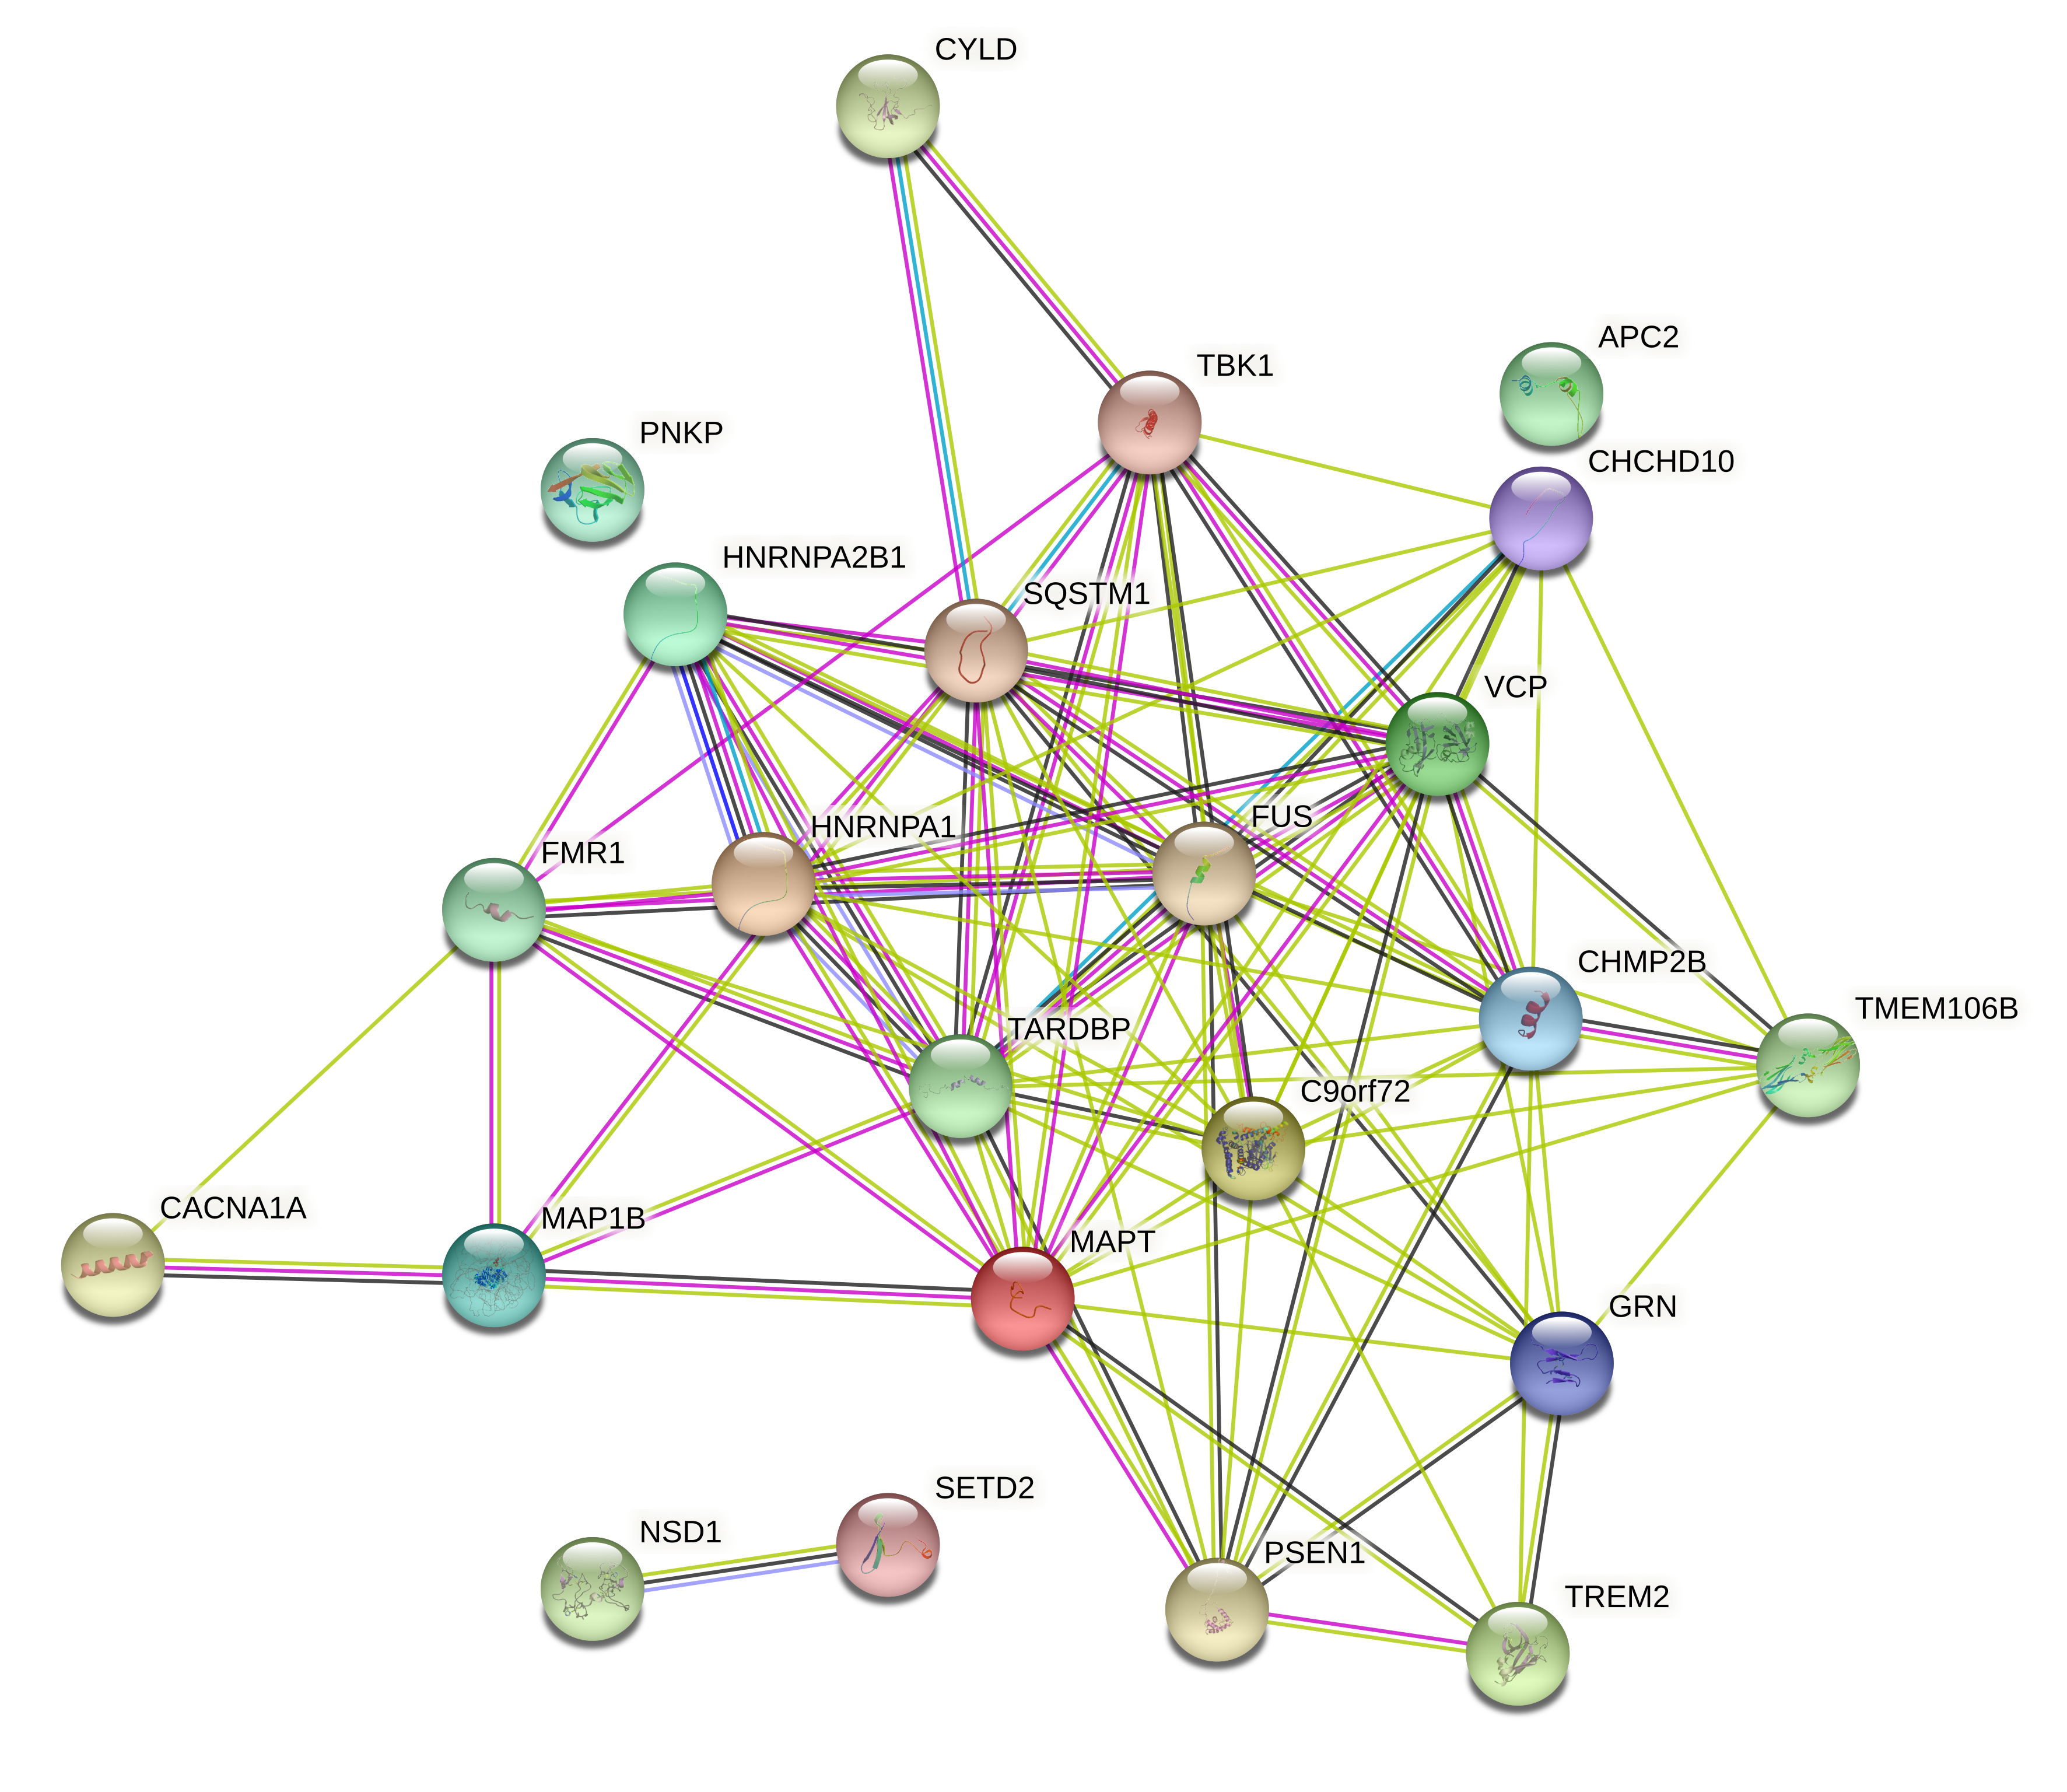 CYLD
APC2
TBK1
PNKP
CHCHD10
HNRNPA2B1
SQSTM1
VCP
FUS
HNRNPA1
FMR1
CHMP2B
TMEM106B
TARDBP
C9orf72
CACNA1A
MAP1B
MAPT
GRN
SETD2
NSD1
PSEN1
TREM2